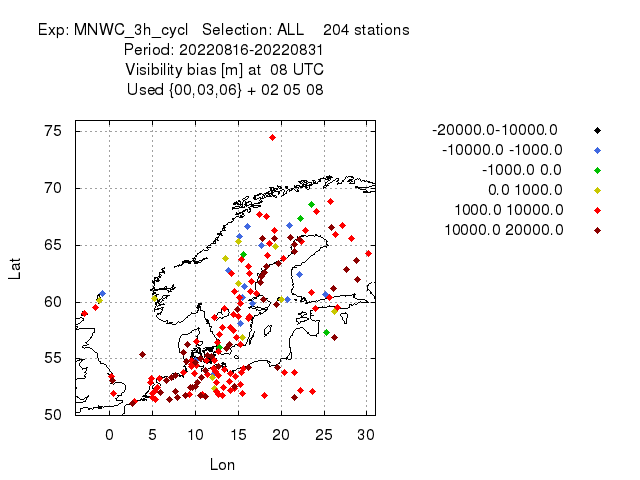 Exp: MNWC_3h_cycl   Selection: ALL    204 stations
Period: 20220816-20220831
Visibility bias [m] at  08 UTC
Used {00,03,06} + 02 05 08
-20000.0-10000.0
-10000.0 -1000.0
-1000.0 0.0
0.0 1000.0
1000.0 10000.0
10000.0 20000.0
Lat
75
70
65
60
55
50
0 5 10 15 20 25 30
Lon